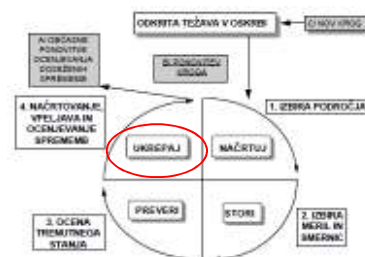 ODKRITA TEŽAVA V OSKRBI
C) NOV KROG
A) OBČASNE
PONOVITVE
OCENJEVANJA
DOSEŽENIH
SPREMEMB
B) PONOVITEV
KROGA
4. NAČRTOVANJE,
VPELJAVA IN
OCENJEVANJE
SPREMEMB
1. IZBIRA PODROČJA
UKREPAJ
NAČRTUJ
PREVERI
STORI
3. OCENA
TRENUTNEGA
STANJA
2. IZBIRA
MERIL IN
SMERNIC